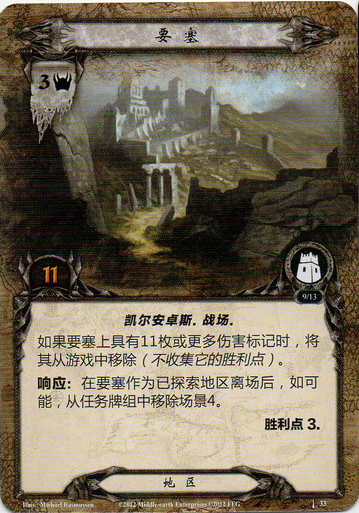 要塞
3
11
9/13
凯尔安卓斯. 战场.
如果要塞上具有11枚或更多伤害标记时，将
其从游戏中移除（不收集它的胜利点）。
响应：在要塞作为已探索地区离场后，如可
能，从任务牌组中移除场景4。
胜利点 3.
地区
Illus. Michael Rasmussen
©2012 Middle-earth Enterprises ©2012 FFG
33